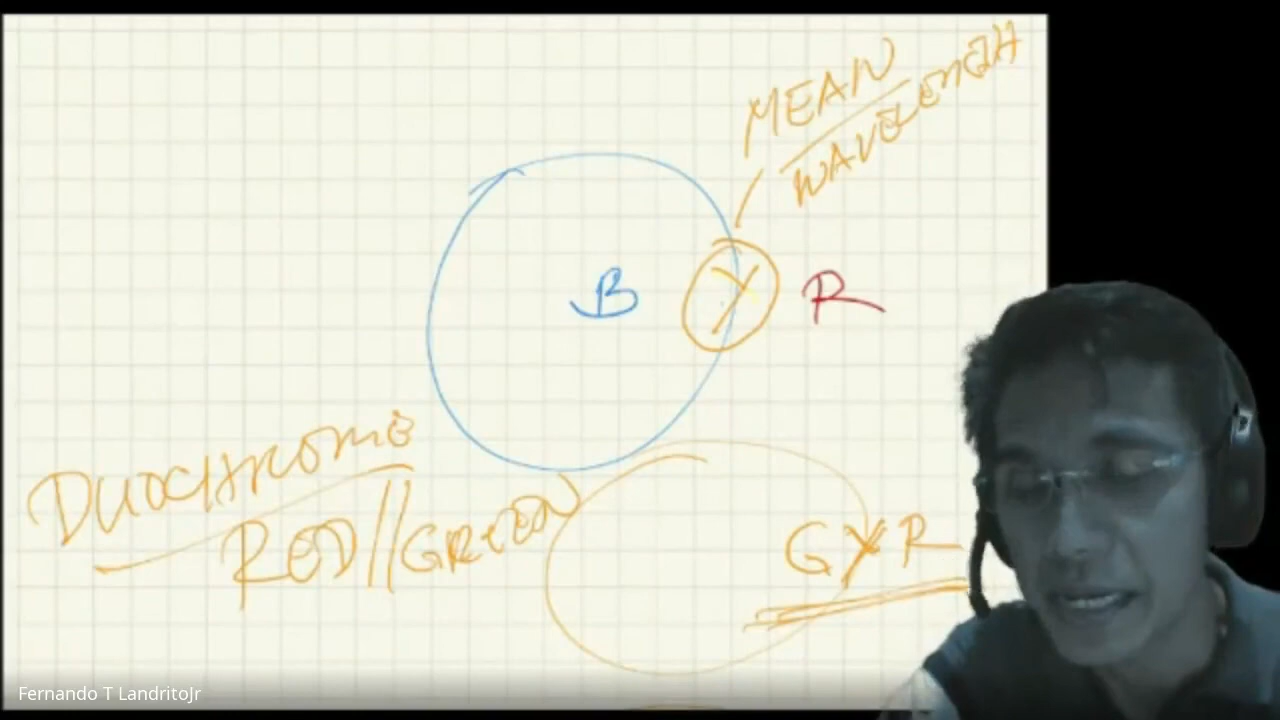 MEAN
WAVELENGTH
B
Y
R
DUOCHROME
RED//GREEN
G Y R
Fernando T LandritoJr